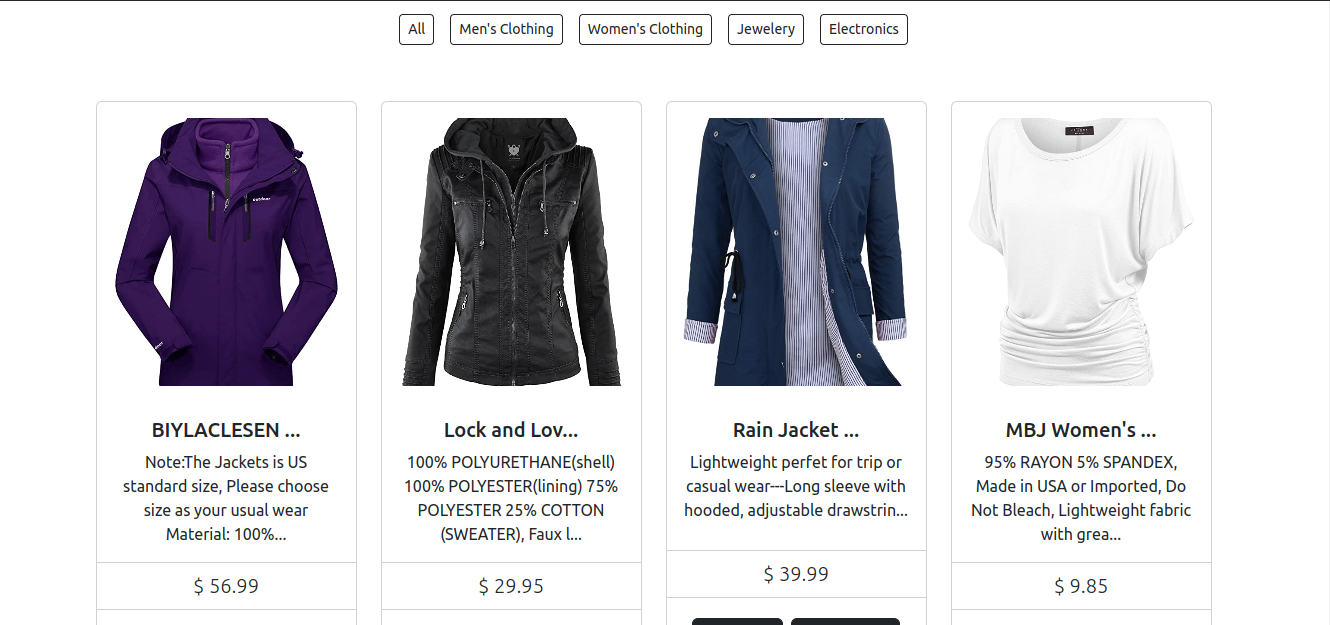 All
Men's Clothing
Women's Clothing
Jewelery
Electronics
outdoor
BIYLACLESEN ...
Note:The Jackets is US
standard size, Please choose
size as your usual wear
Material: 100%...
$ 56.99
Lock and Lov...
100% POLYURETHANE(shell)
100% POLYESTER(lining) 75%
POLYESTER 25% COTTON
(SWEATER), Faux l...
$ 29.95
Rain Jacket ...
Lightweight perfet for trip or
casual wear---Long sleeve with
hooded, adjustable drawstrin...
$ 39.99
MBJ Women's ...
95% RAYON 5% SPANDEX,
Made in USA or Imported, Do
Not Bleach, Lightweight fabric
with grea...
$ 9.85